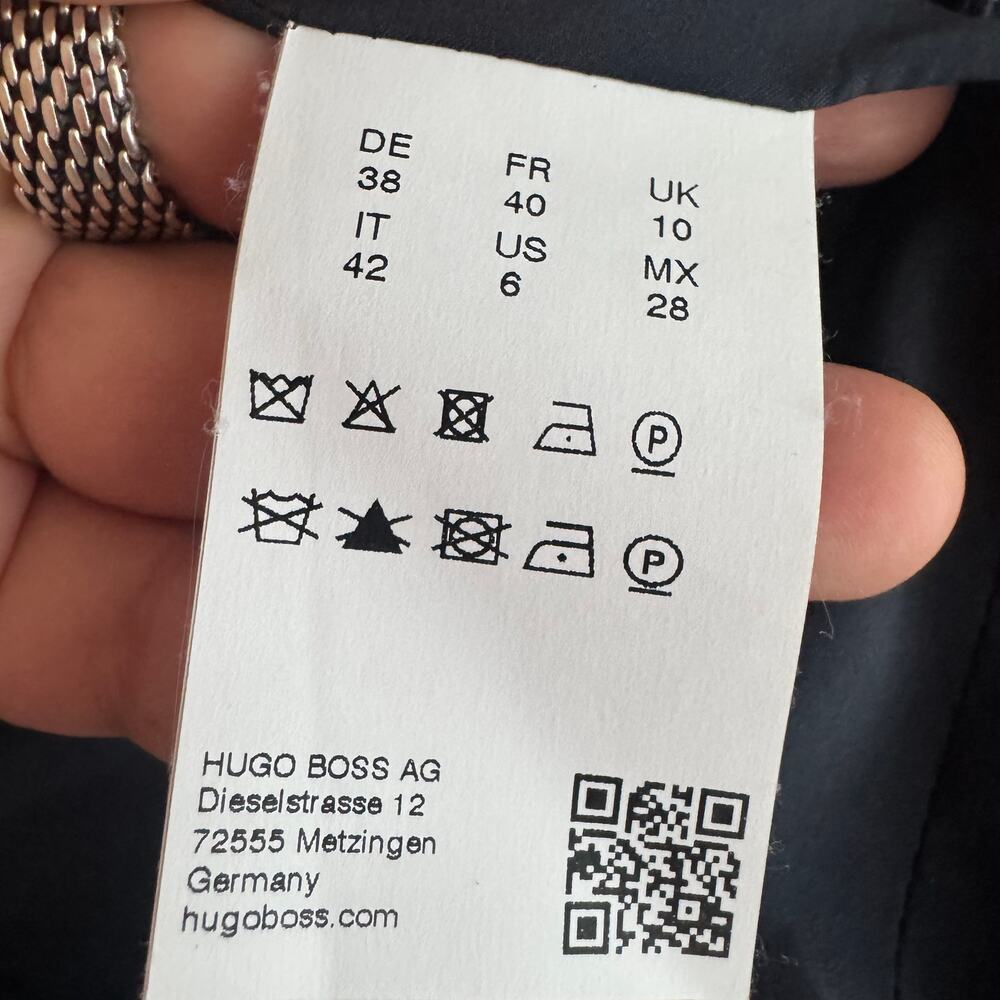 DE FR UK
38 40 10
IT US MX
42 6 28
P
P
HUGO BOSS AG
Dieselstrasse 12
72555 Metzingen
Germany
hugoboss.com